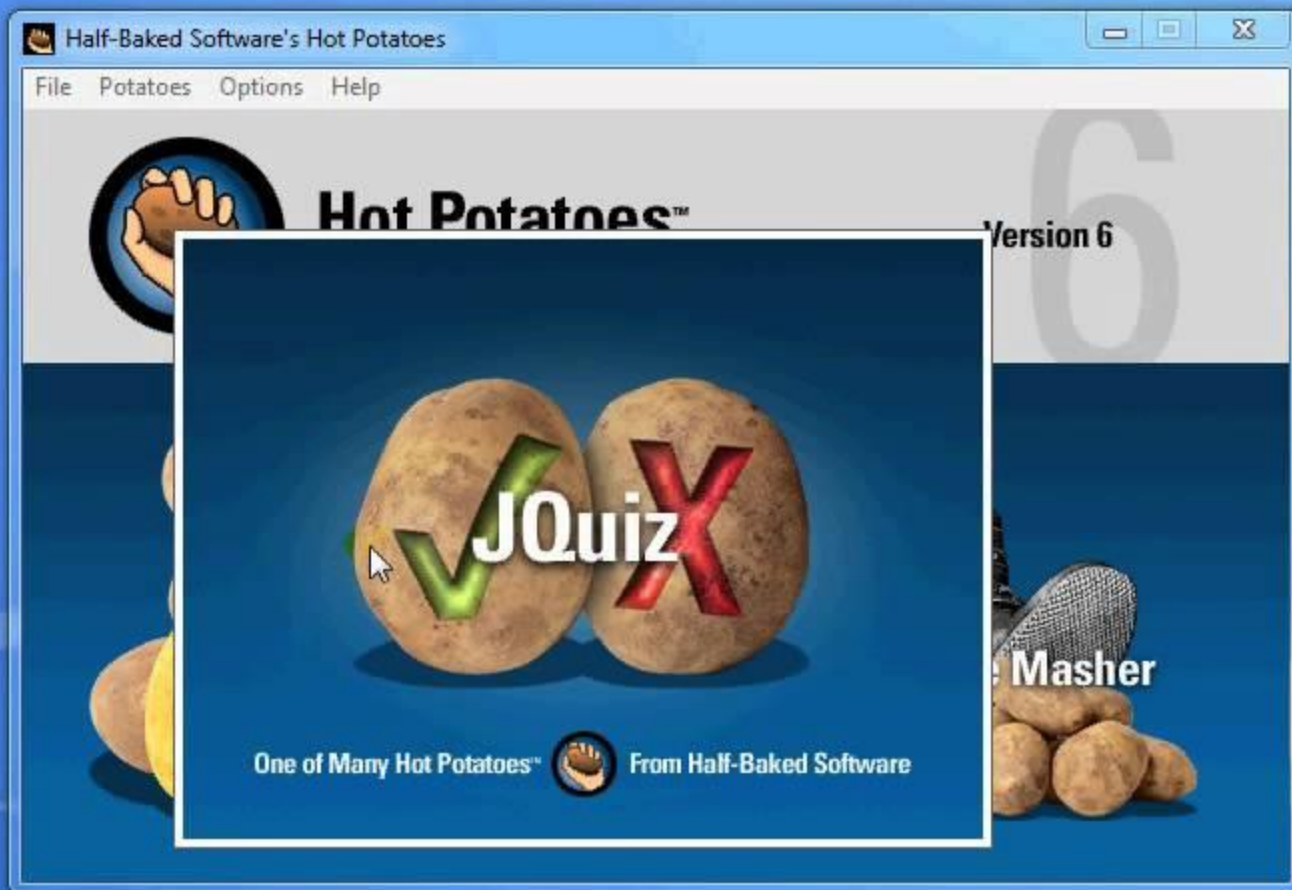 Half-Baked Software's Hot Potatoes
File Potatoes Options Help
6
Hot Potatoes™
Version 6
JQuiz
Masher
One of Many Hot Potatoes™ From Half-Baked Software